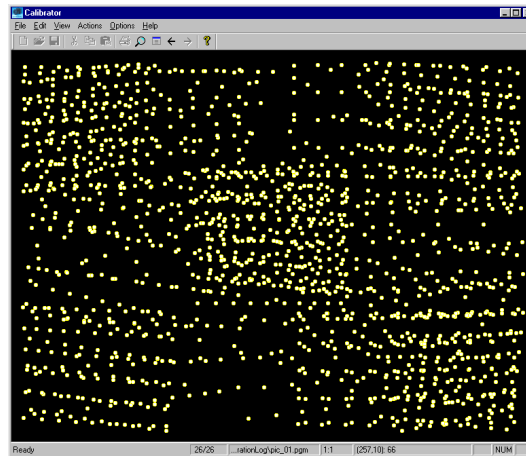 Calibrator
File Edit View Actions Options Help
Ready 26/26 ...rationLog\pic_01.pgm 1:1 (257,10): 66 NUM